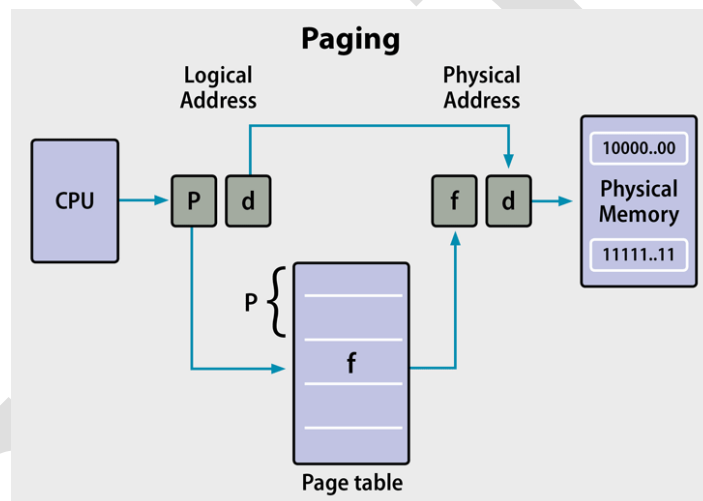 Paging
Logical
Address
Physical
Address
CPU
P
d
f
d
10000..00
Physical
Memory
11111..11
P
f
Page table